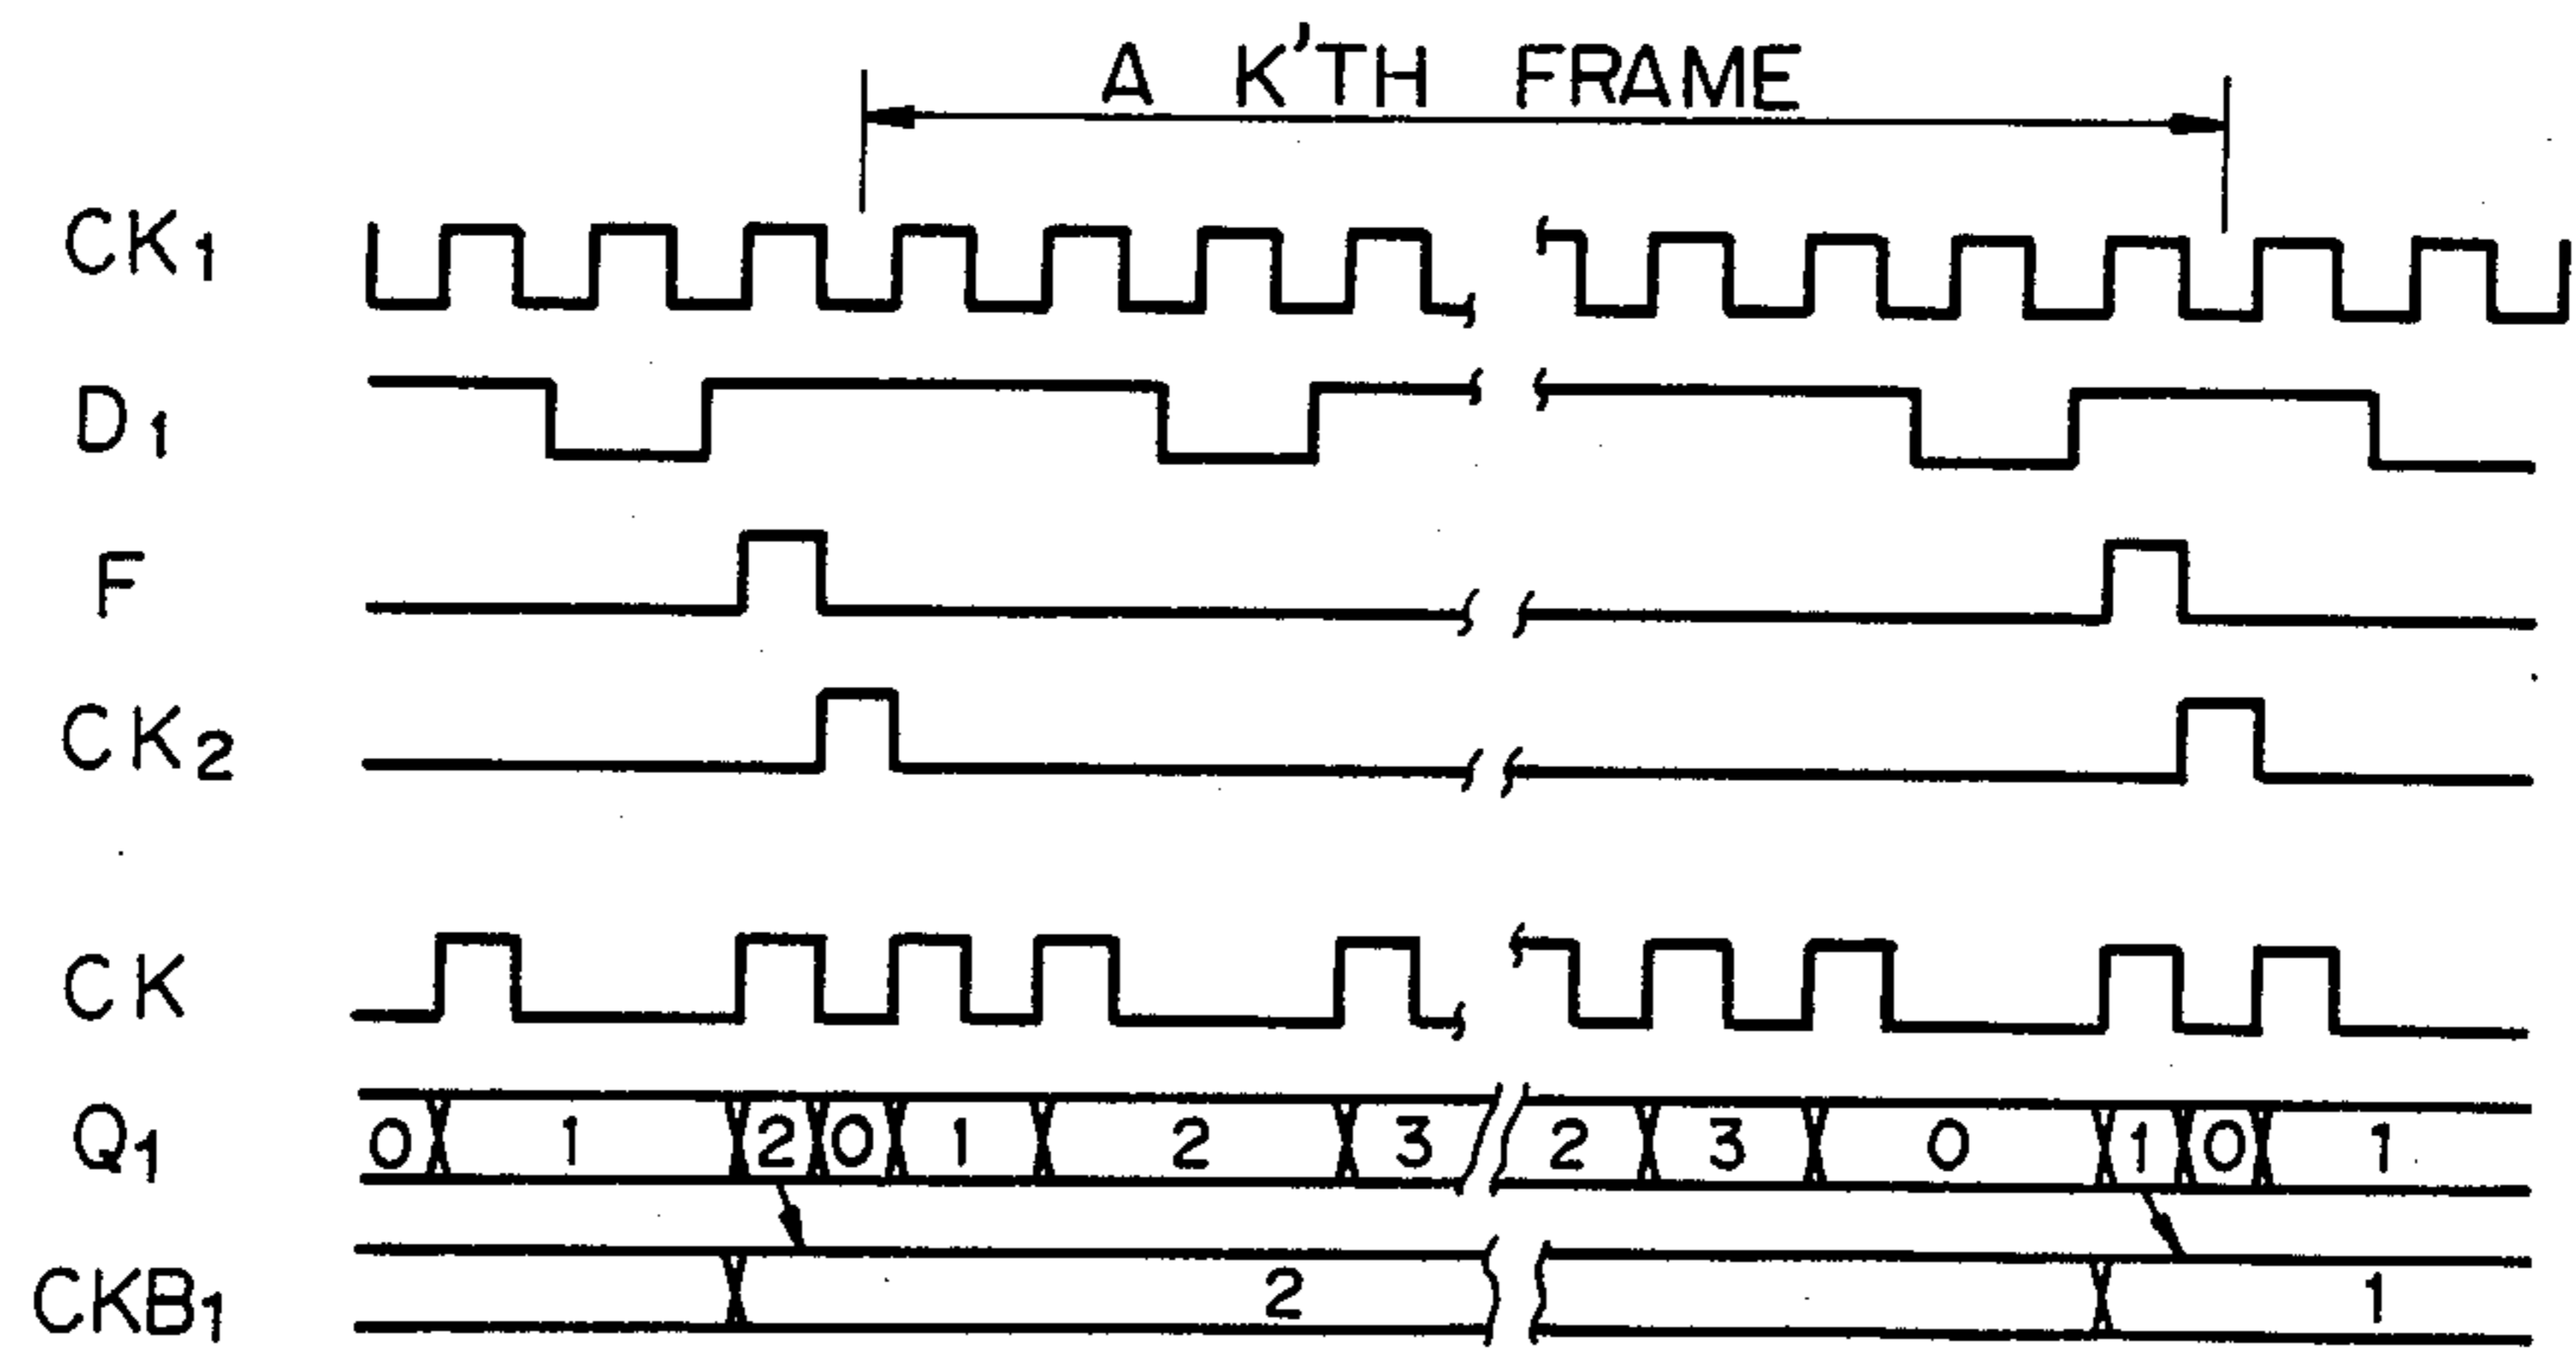 A K'TH FRAME
CK1
D1
F
CK2
CK
Q1 0 1 2 0 1 2 3 2 3 0 1 0 1
CKB1 2 1